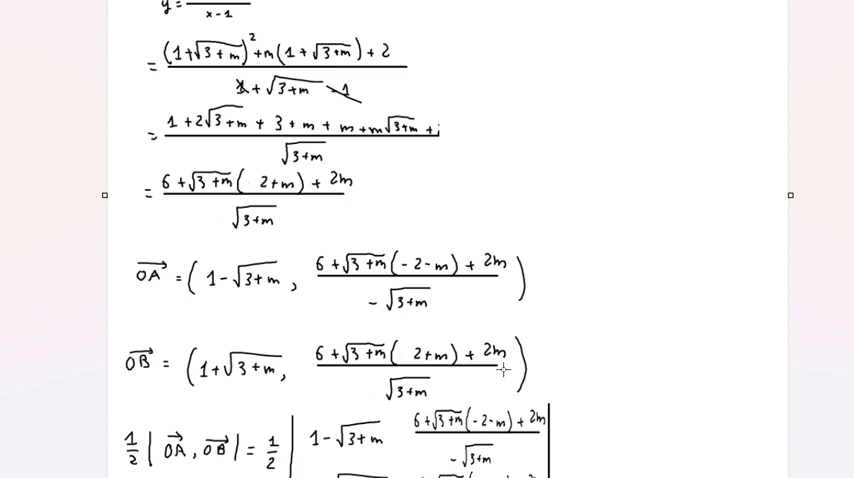 y = x-1
= (1+√(3+m))² + m(1+√(3+m)) + 2 / 1+√(3+m) -1
= 1+2√(3+m) + 3+m + m + m√(3+m) + / √(3+m)
= 6+√(3+m)( 2+m) + 2m / √(3+m)
OA = (1-√(3+m), 6+√(3+m)(-2-m) + 2m / -√(3+m))
OB = (1+√(3+m), 6+√(3+m)( 2+m) + 2m / √(3+m))
1/2 |OA, OB| = 1/2 | 1-√(3+m) 6+√(3+m)(-2-m) + 2m / -√(3+m) |